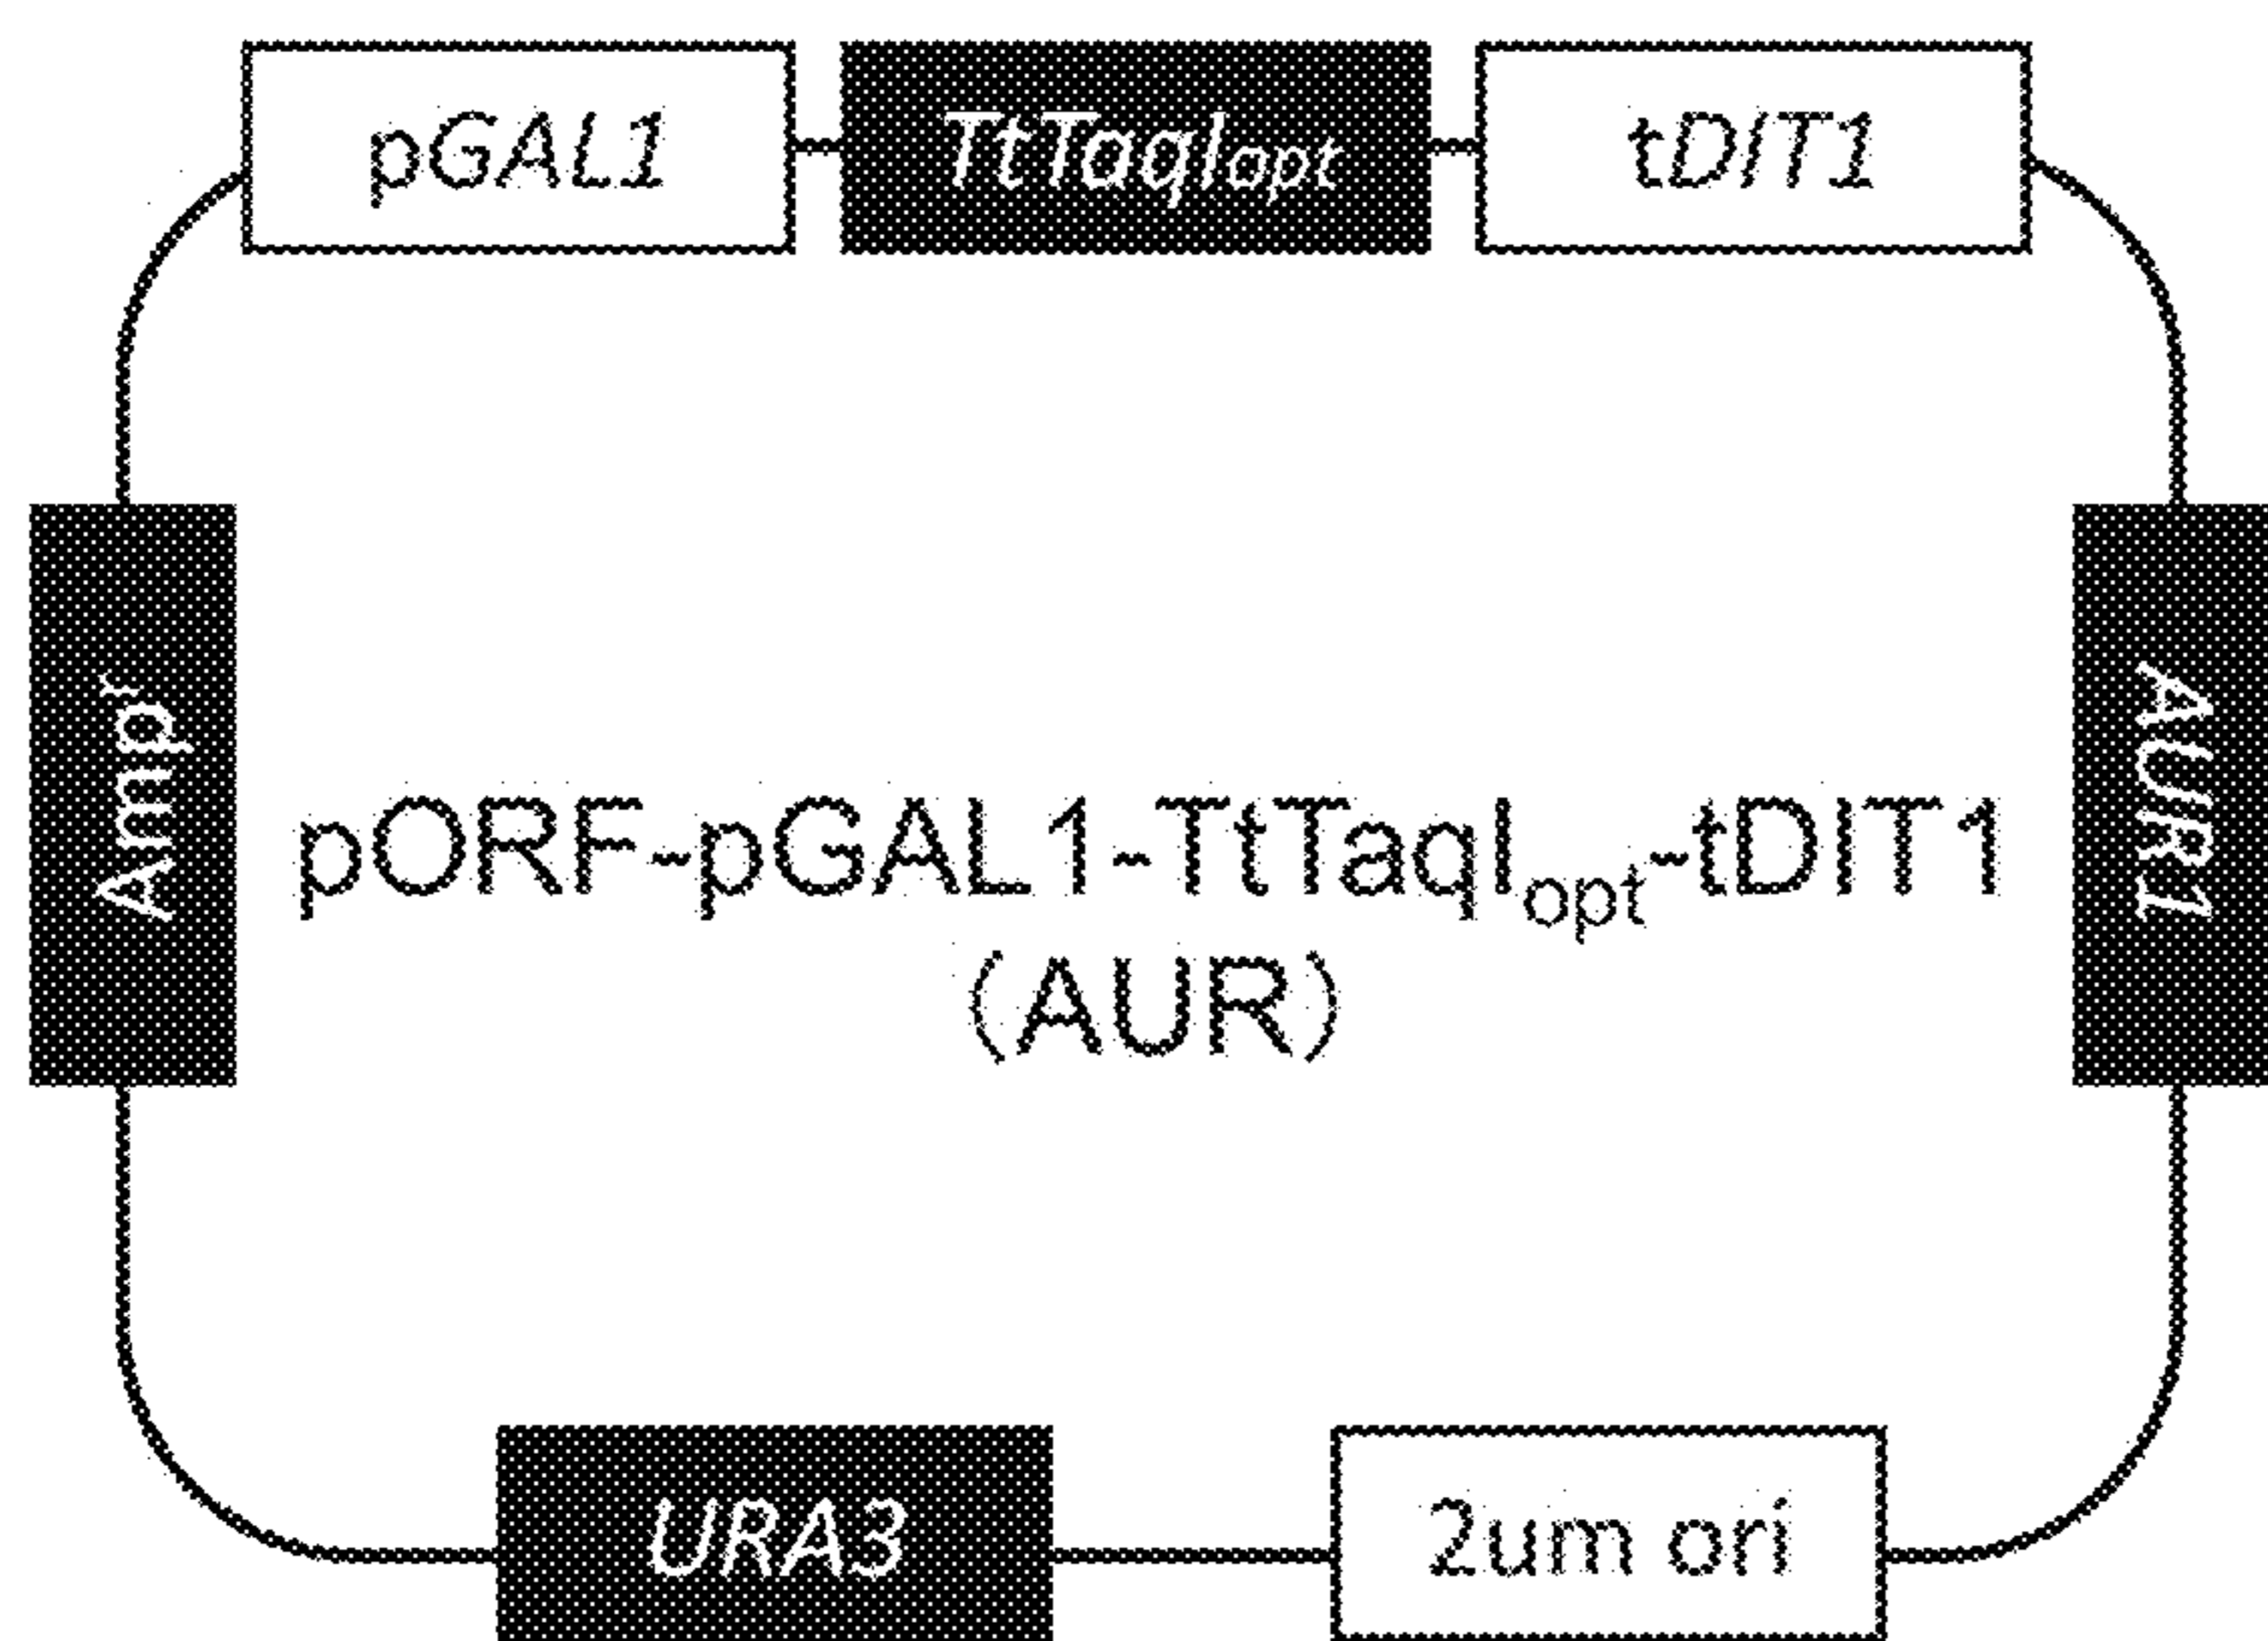 pGAL1
TtTaqIopt
tDIT1
Ampr
AUR1
pORF-pGAL1-TtTaqIopt-tDIT1
(AUR)
URA3
2um ori